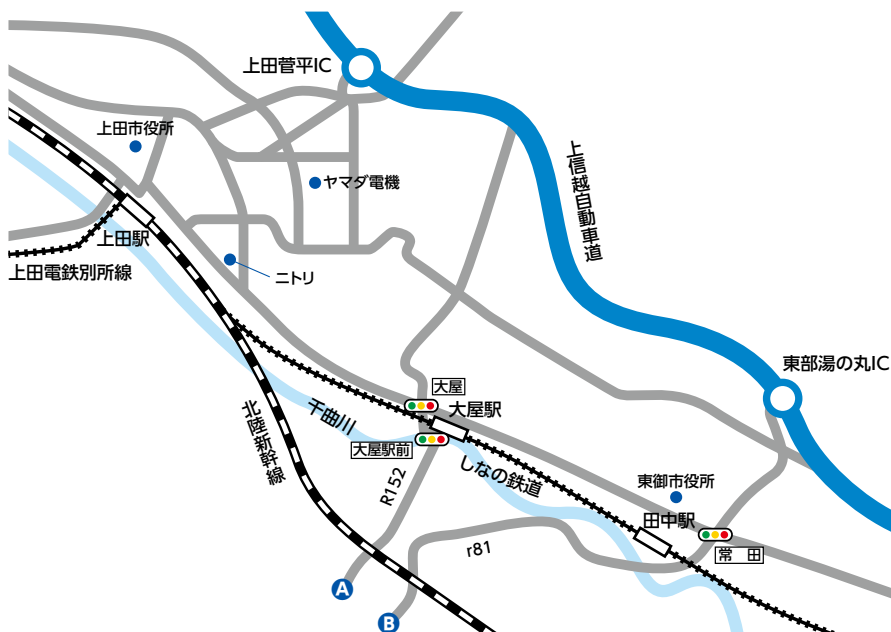 上田菅平IC
上田市役所
ヤマダ電機
上信越自動車道
上田駅
上田電鉄別所線
ニトリ
東部湯の丸IC
大屋
大屋駅
千曲川
大屋駅前
北陸新幹線
しなの鉄道
R152
東御市役所
田中駅
常 田
r81
A
B